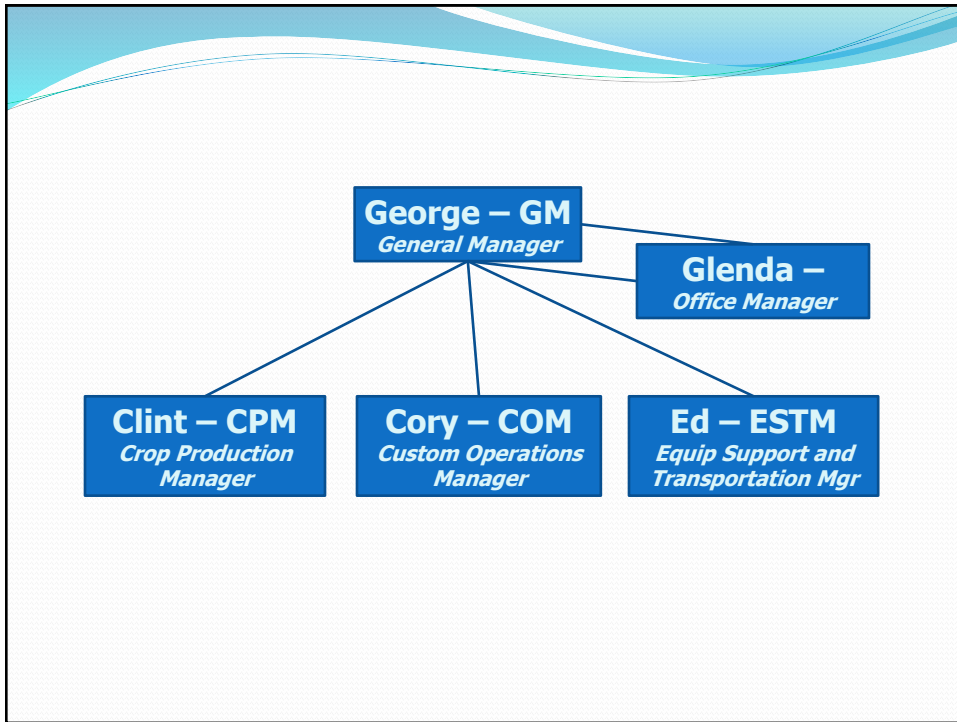 George – GM
General Manager
Glenda –
Office Manager
Clint – CPM
Crop Production
Manager
Cory – COM
Custom Operations
Manager
Ed – ESTM
Equip Support and
Transportation Mgr